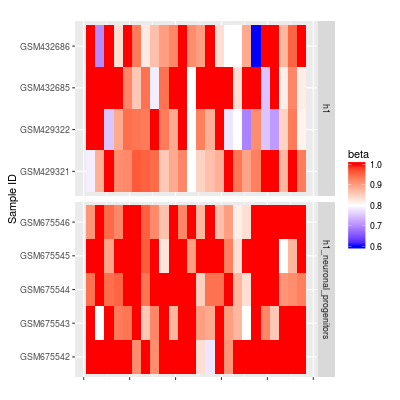 Sample ID
GSM432686
GSM432685
GSM429322
GSM429321
h1
GSM675546
GSM675545
GSM675544
GSM675543
GSM675542
h1_neuronal_progenitors
beta
1.0
0.9
0.8
0.7
0.6